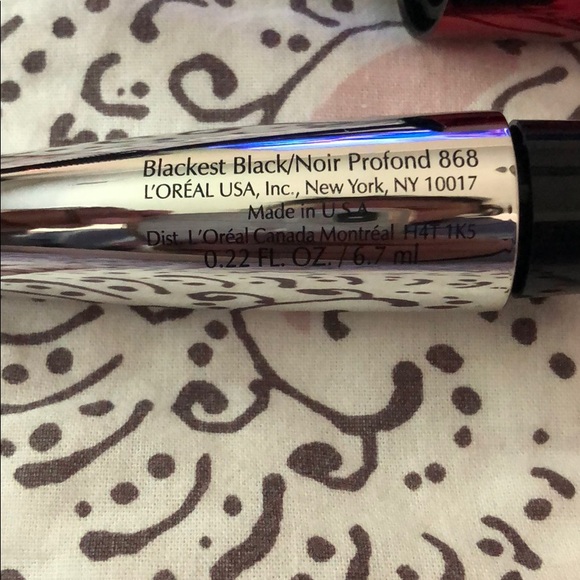 Blackest Black/Noir Profond 868
L'ORÉAL USA, Inc., New York, NY 10017
Made in U S A
Dist. L'Oréal Canada Montréal H4T 1K5
0.22 FL. OZ. / 6.7 ml